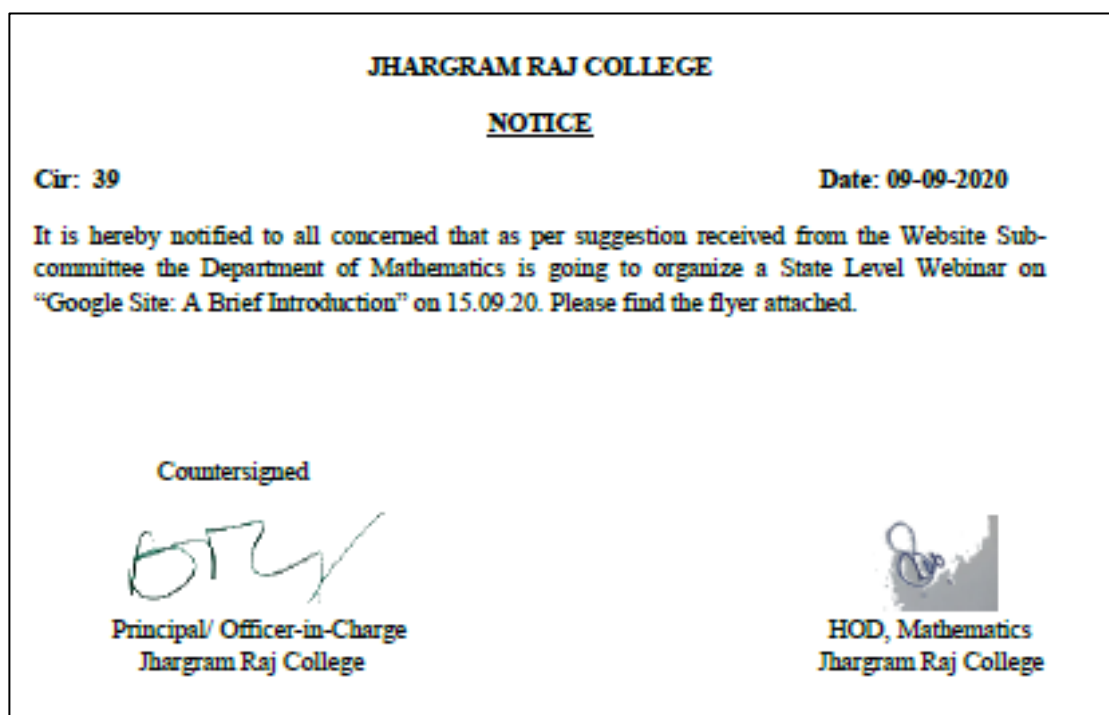 JHARGRAM RAJ COLLEGE
NOTICE
Cir: 39 Date: 09-09-2020
It is hereby notified to all concerned that as per suggestion received from the Website Sub-
committee the Department of Mathematics is going to organize a State Level Webinar on
“Google Site: A Brief Introduction” on 15.09.20. Please find the flyer attached.
Countersigned
Principal/ Officer-in-Charge HOD, Mathematics
Jhargram Raj College Jhargram Raj College